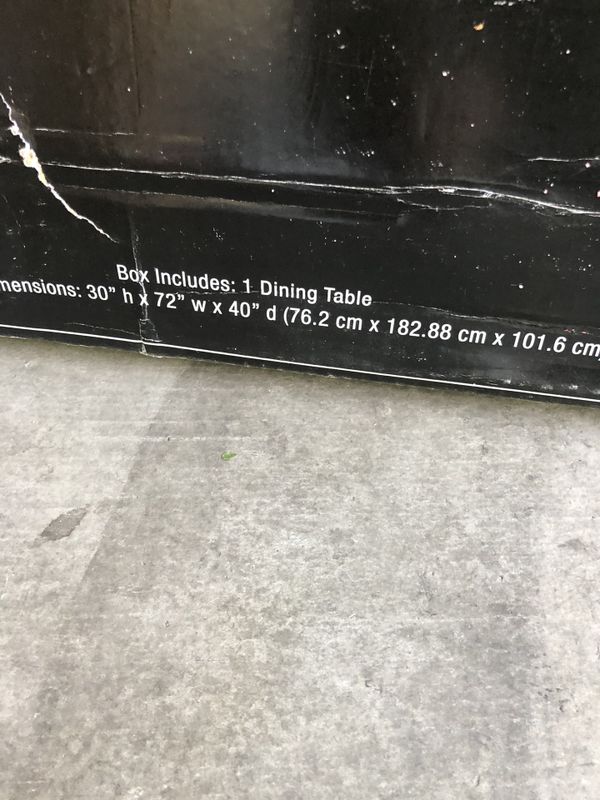 Box Includes: 1 Dining Table
mensions: 30” h x 72” w x 40” d (76.2 cm x 182.88 cm x 101.6 cm